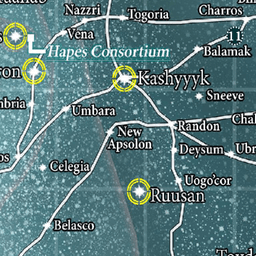 Nazzri
Togoria
Charros
Vena
11
Hapes Consortium
Balamak
Kashyyyk
Sneeve
Umbara
New
Apsolon
Randon
Deysum
Celegia
Uogo'cor
Ruusan
Belasco